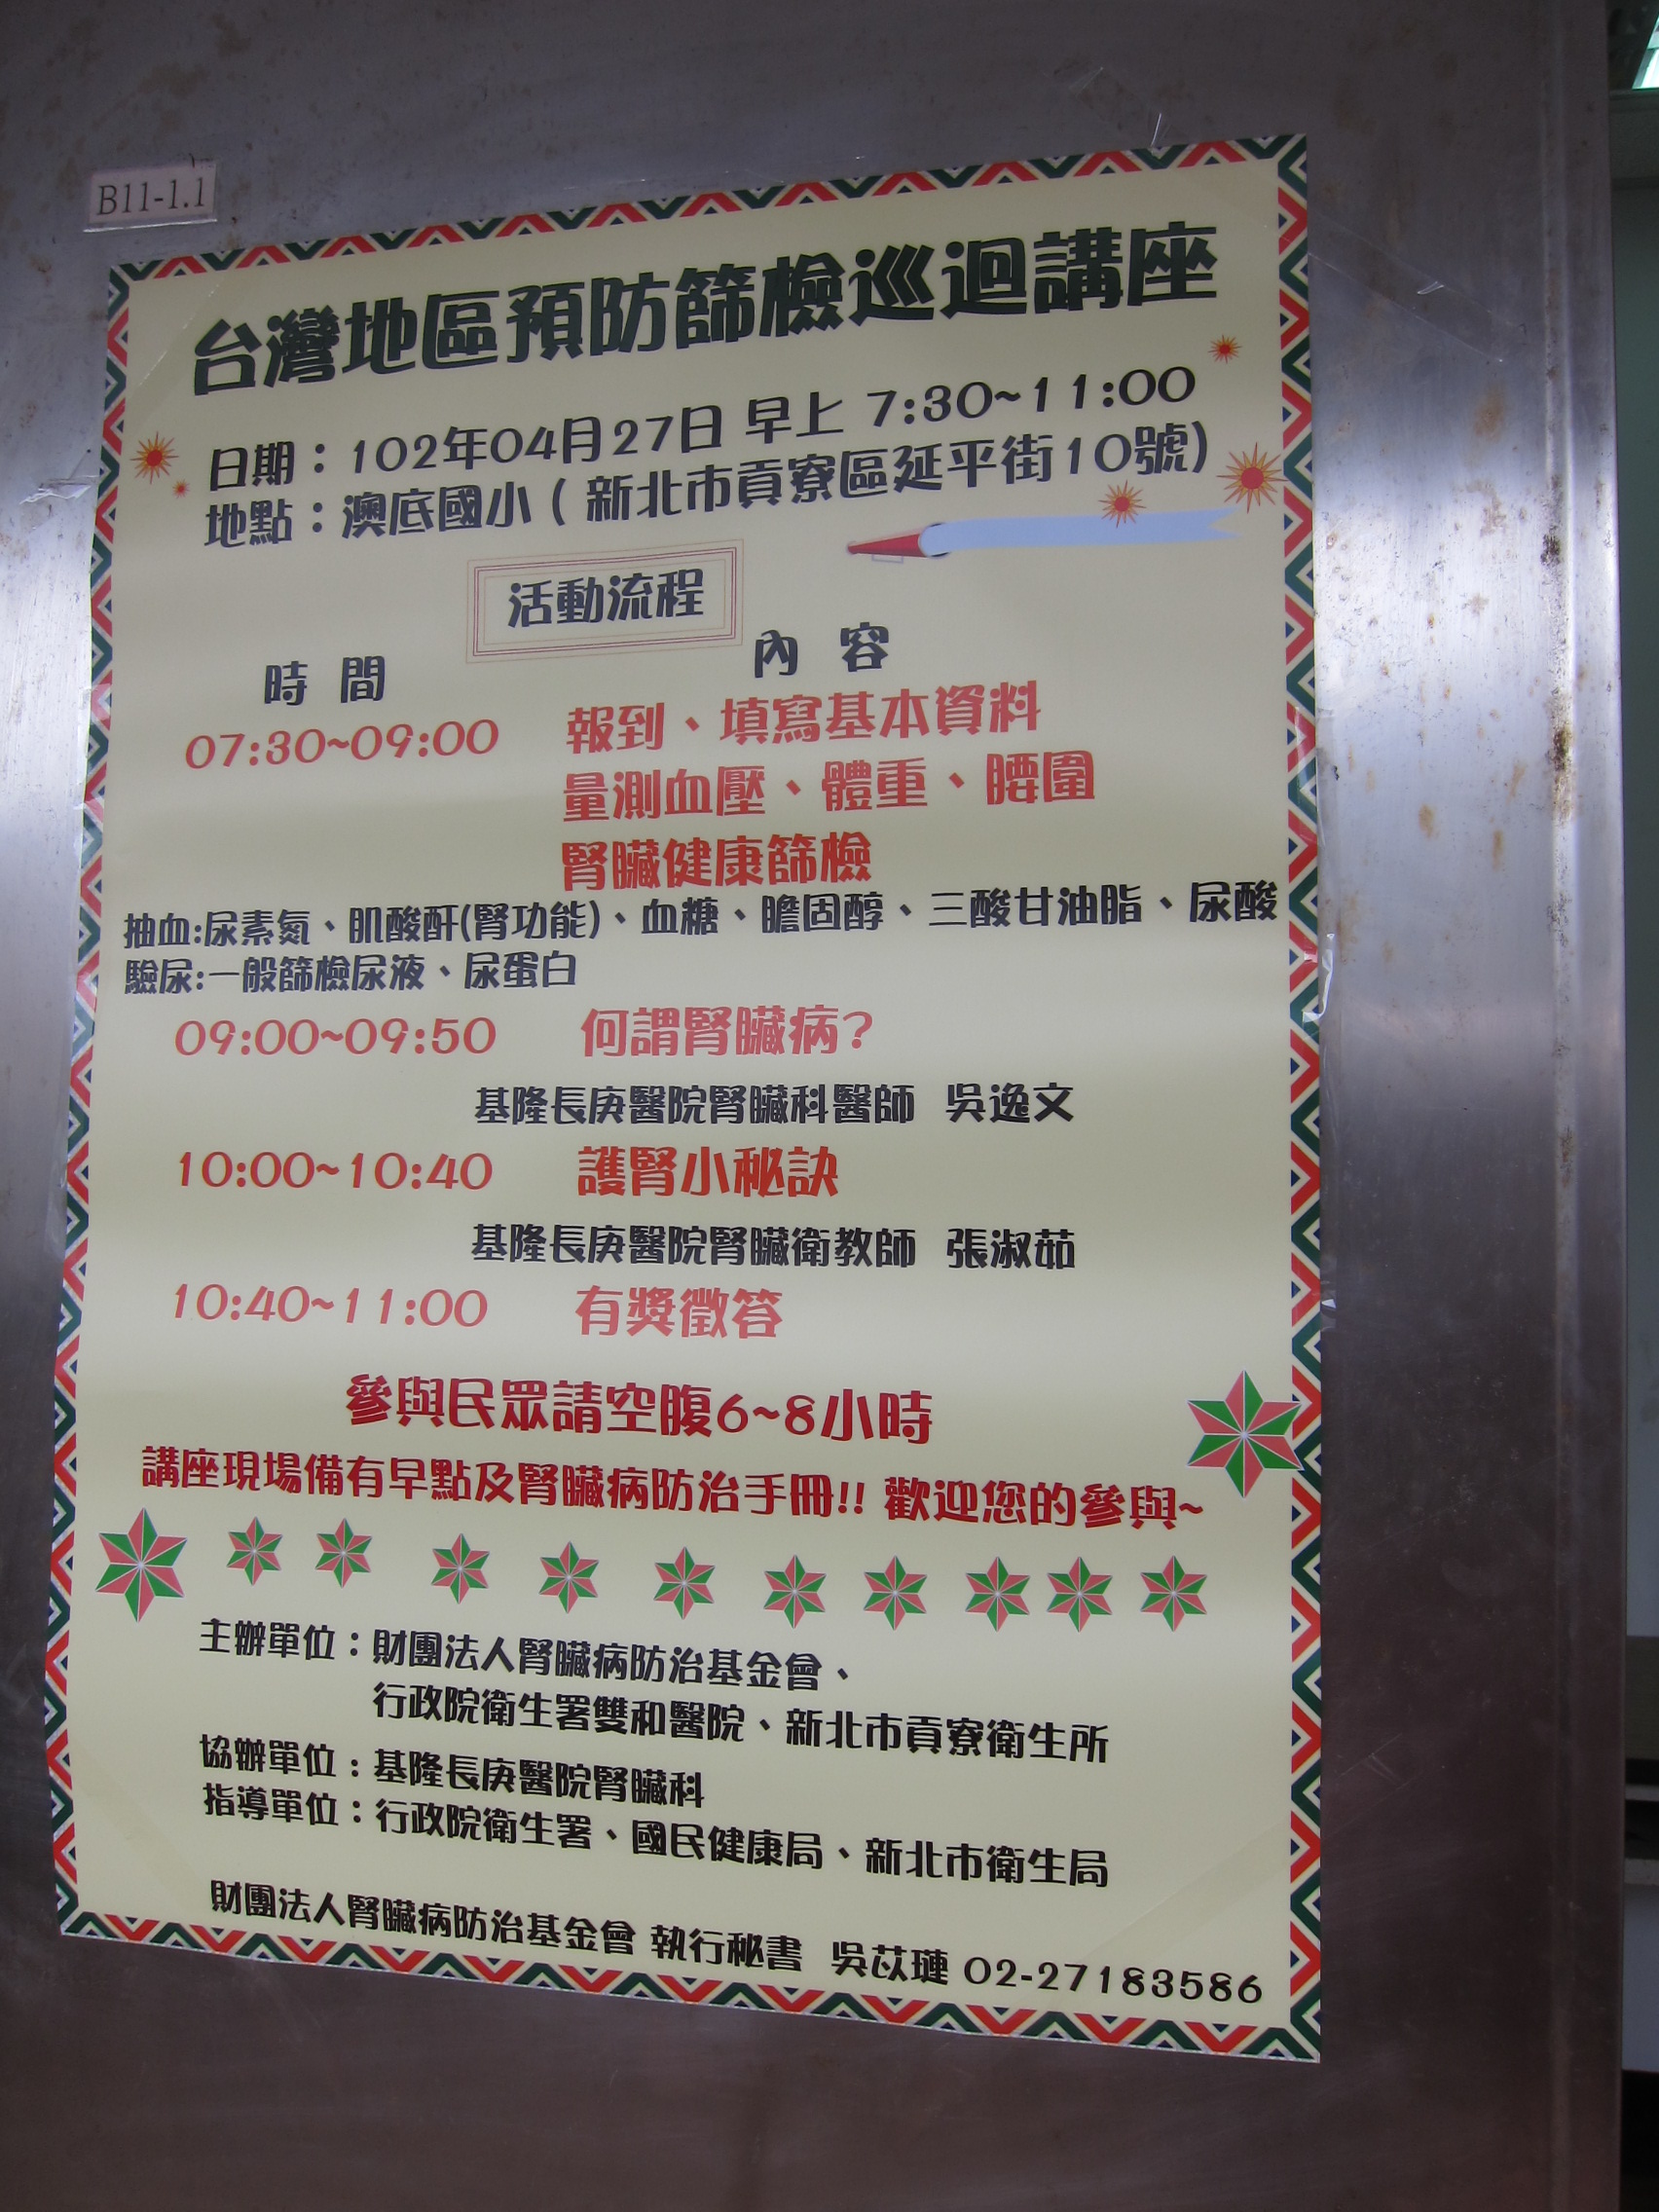 B11-1.1
台灣地區預防篩檢巡迴講座
日期：102年04月27日 早上 7:30~11:00
地點：澳底國小 ( 新北市貢寮區延平街10號)
活動流程
時 間 內 容
07:30~09:00 報到、填寫基本資料
量測血壓、體重、腰圍
腎臟健康篩檢
抽血:尿素氮、肌酸酐(腎功能)、血糖、膽固醇、三酸甘油脂、尿酸
驗尿:一般篩檢尿液、尿蛋白
09:00~09:50 何謂腎臟病?
基隆長庚醫院腎臟科醫師 吳逸文
10:00~10:40 護腎小秘訣
基隆長庚醫院腎臟衛教師 張淑茹
10:40~11:00 有獎徵答
參與民眾請空腹6~8小時
講座現場備有早點及腎臟病防治手冊!! 歡迎您的參與~
主辦單位：財團法人腎臟病防治基金會、
行政院衛生署雙和醫院、新北市貢寮衛生所
協辦單位：基隆長庚醫院腎臟科
指導單位：行政院衛生署、國民健康局、新北市衛生局
財團法人腎臟病防治基金會 執行秘書 吳苡璉 02-27183586